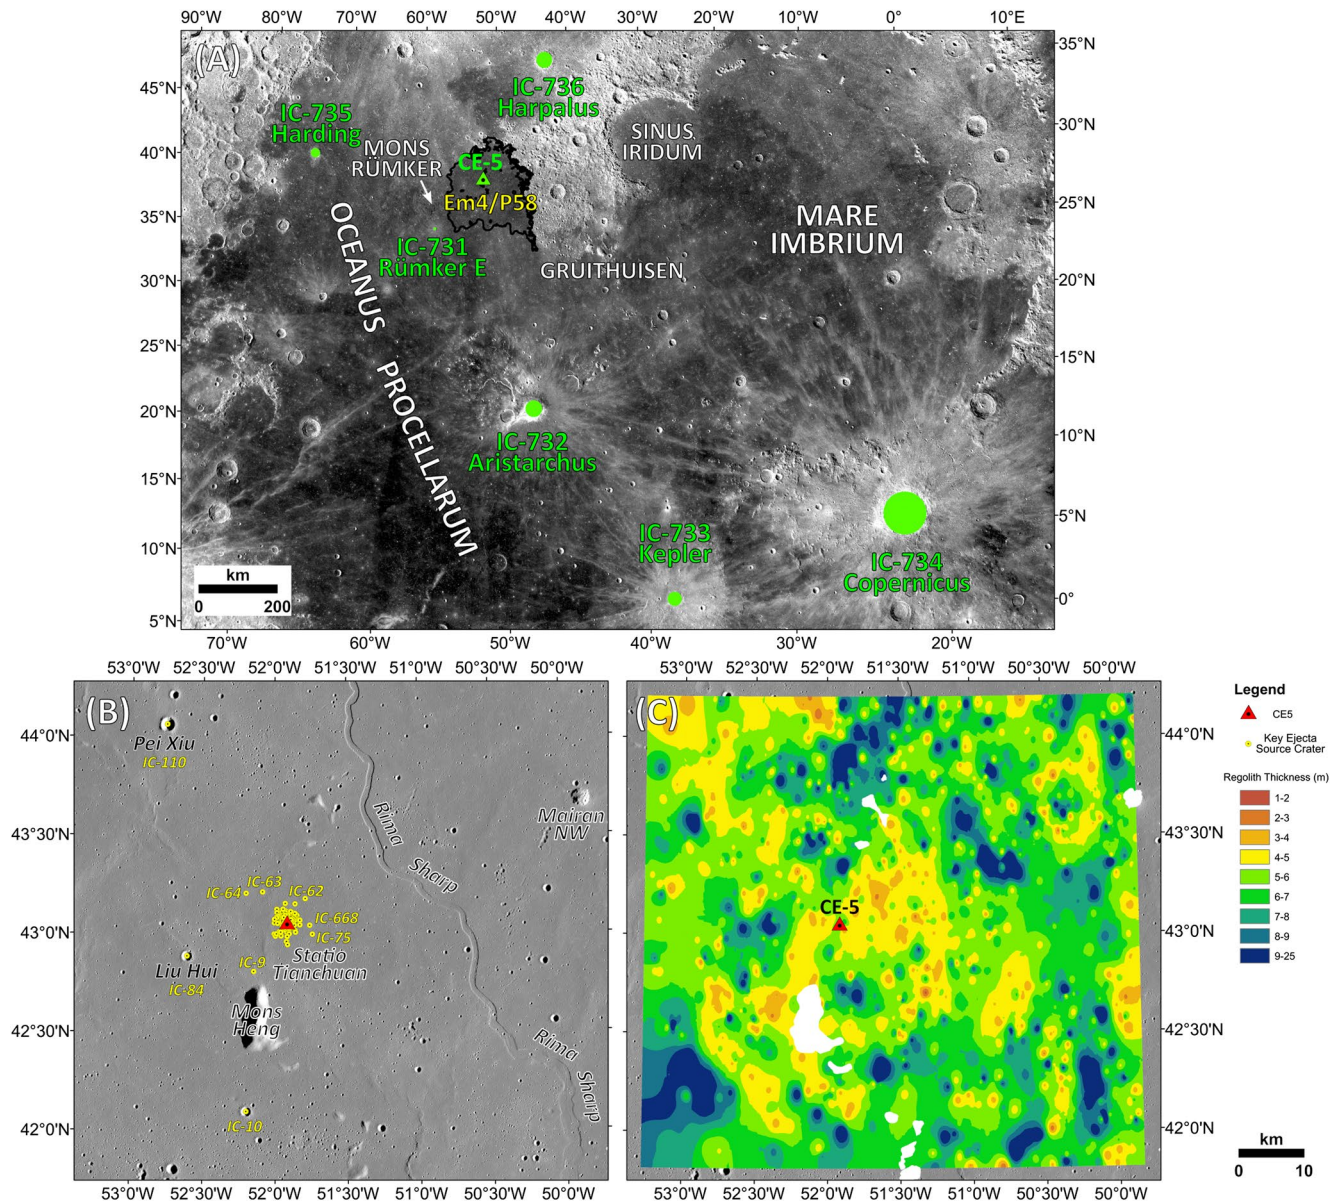 90°W 80°W 70°W 60°W 50°W 40°W 30°W 20°W 10°W 0° 10°E
(A)
35°N
45°N
IC-736
Harpalus
IC-735
Harding
30°N
SINUS
IRIDUM
MONS
RÜMKER
40°N
CE-5
Em4/P58
35°N
25°N
MARE
IMBRIUM
OCEANUS PROCELLARUM
IC-731
Rümker E
GRUITHUISEN
30°N
20°N
25°N
15°N
20°N
IC-732
Aristarchus
10°N
15°N
5°N
IC-733
Kepler
10°N
IC-734
Copernicus
km
0 200
0°
5°N
70°W 60°W 50°W 40°W 30°W 20°W
53°0'W 52°30'W 52°0'W 51°30'W 51°0'W 50°30'W 50°0'W
(B)
44°0'N
Pei Xiu
IC-110
Rima
Sharp
Mairan
NW
43°30'N
IC-64
IC-63
IC-62
IC-668
IC-75
43°0'N
Statio
Tianchuan
IC-9
Liu Hui
IC-84
Mons
Heng
42°30'N
Rima
Sharp
IC-10
42°0'N
53°0'W 52°30'W 52°0'W 51°30'W 51°0'W 50°30'W 50°0'W
53°0'W 52°30'W 52°0'W 51°30'W 51°0'W 50°30'W 50°0'W
(C)
44°0'N
43°30'N
CE-5
43°0'N
42°30'N
42°0'N
53°0'W 52°30'W 52°0'W 51°30'W 51°0'W 50°30'W 50°0'W
Legend
CE5
Key Ejecta
Source Crater
Regolith Thickness (m)
1-2
2-3
3-4
4-5
5-6
6-7
7-8
8-9
9-25
km
0 10